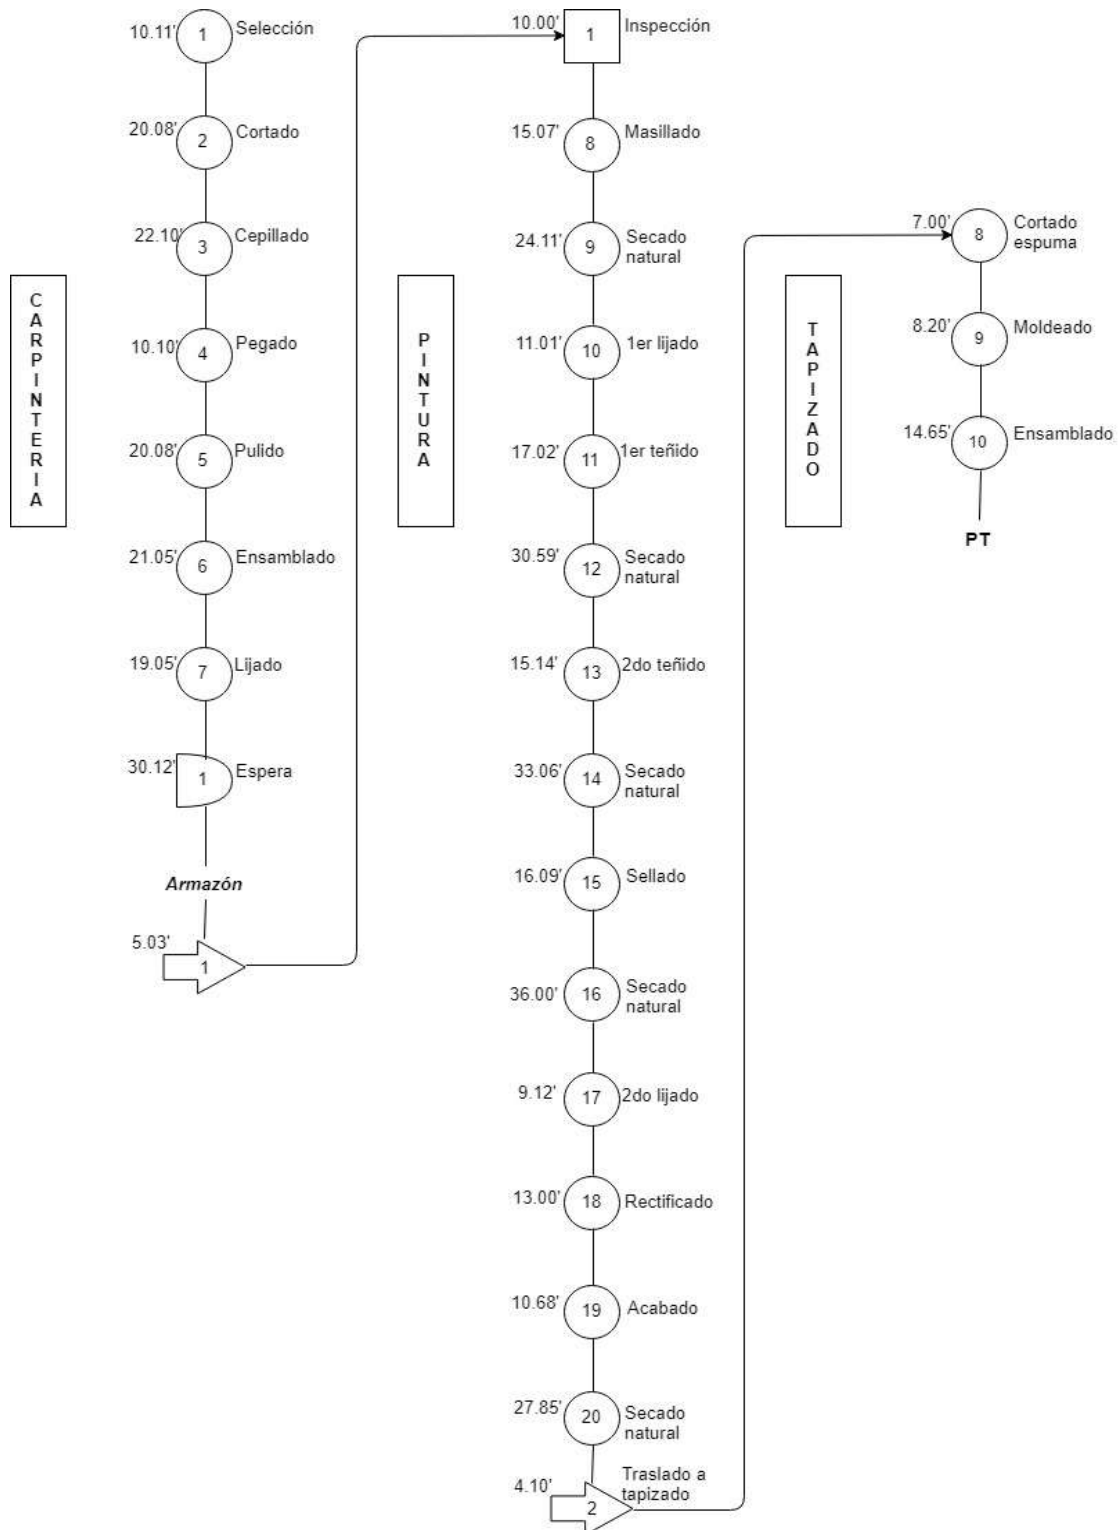 CARPINTERIA
10.11' 1 Selección
20.08' 2 Cortado
22.10' 3 Cepillado
10.10' 4 Pegado
20.08' 5 Pulido
21.05' 6 Ensamblado
19.05' 7 Lijado
30.12' 1 Espera
Armazón
5.03' 1
PINTURA
10.00' 1 Inspección
15.07' 8 Masillado
24.11' 9 Secado
natural
11.01' 10 1er lijado
17.02' 11 1er teñido
30.59' 12 Secado
natural
15.14' 13 2do teñido
33.06' 14 Secado
natural
16.09' 15 Sellado
36.00' 16 Secado
natural
9.12' 17 2do lijado
13.00' 18 Rectificado
10.68' 19 Acabado
27.85' 20 Secado
natural
4.10' 2 Traslado a
tapizado
TAPIZADO
7.00' 8 Cortado
espuma
8.20' 9 Moldeado
14.65' 10 Ensamblado
PT